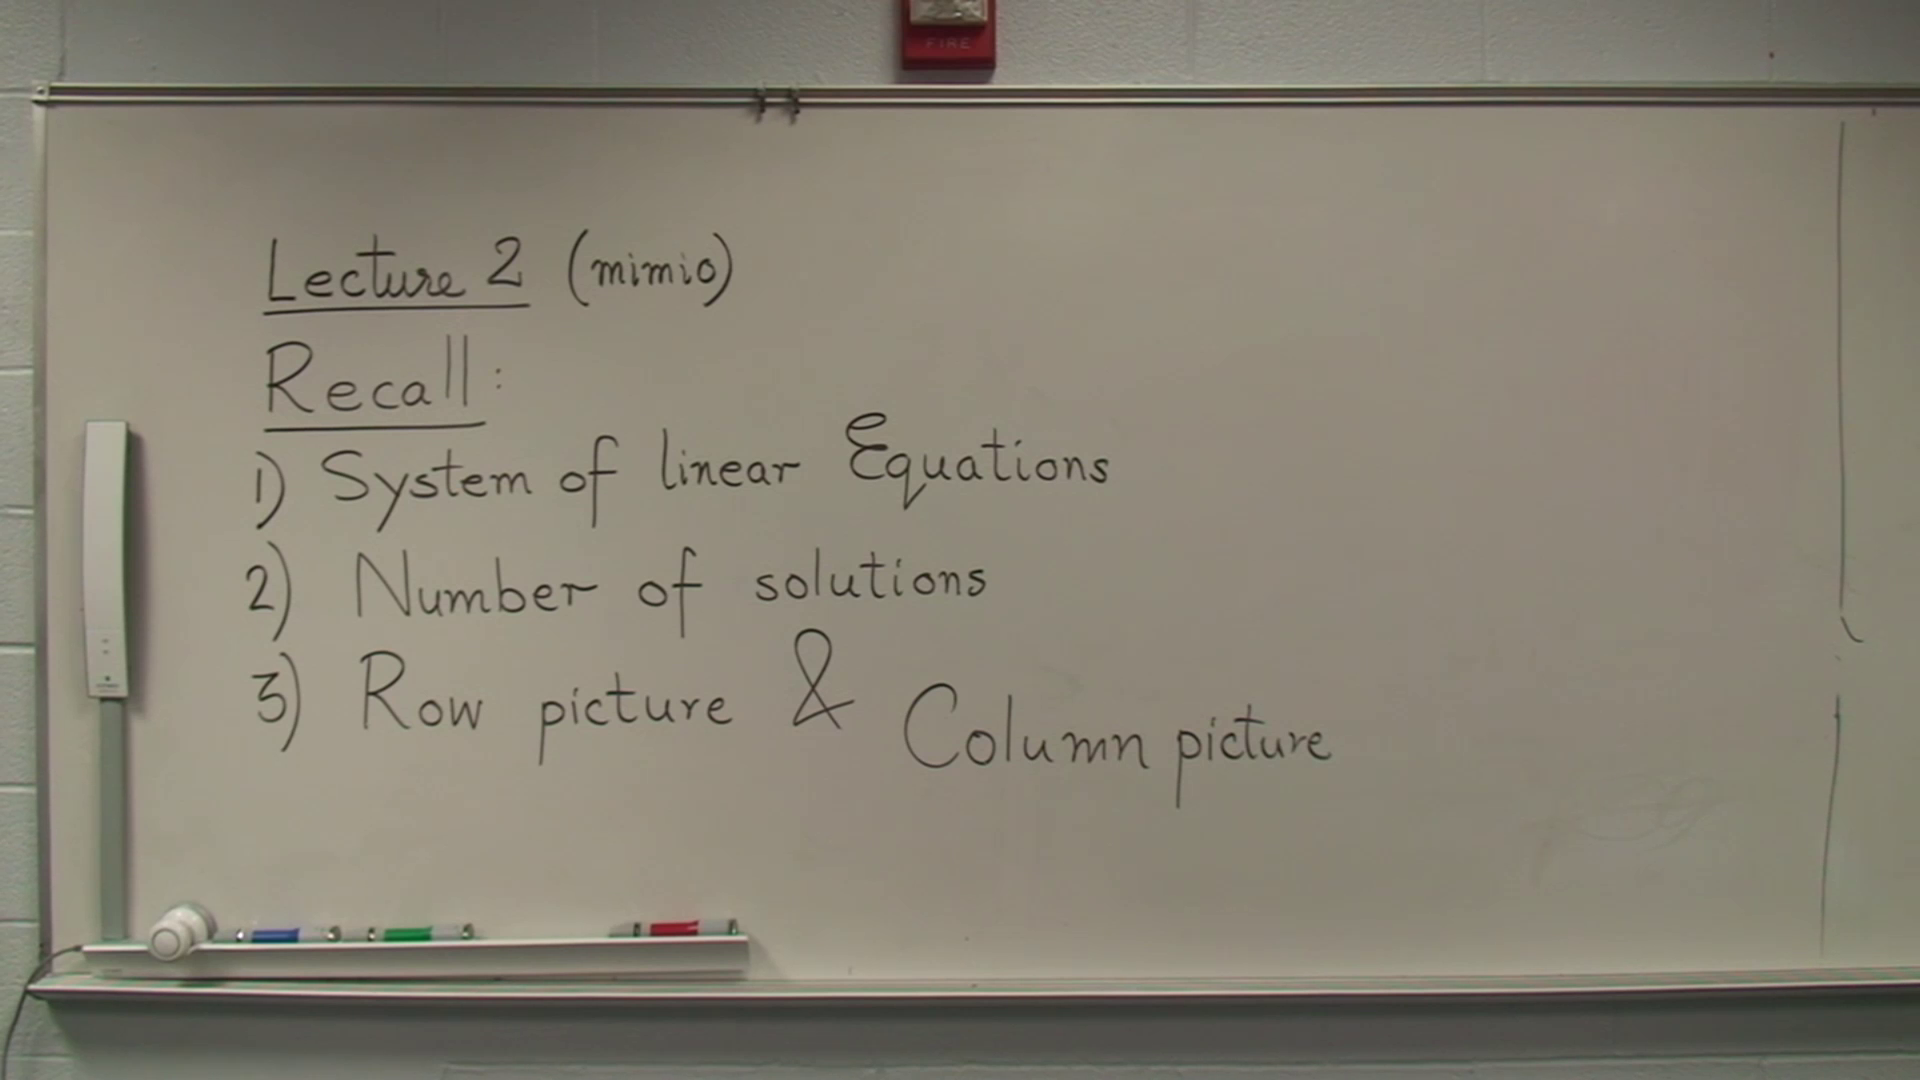 FIRE
Lecture 2 (mimio)
Recall:
1) System of linear Equations
2) Number of solutions
3) Row picture & Column picture